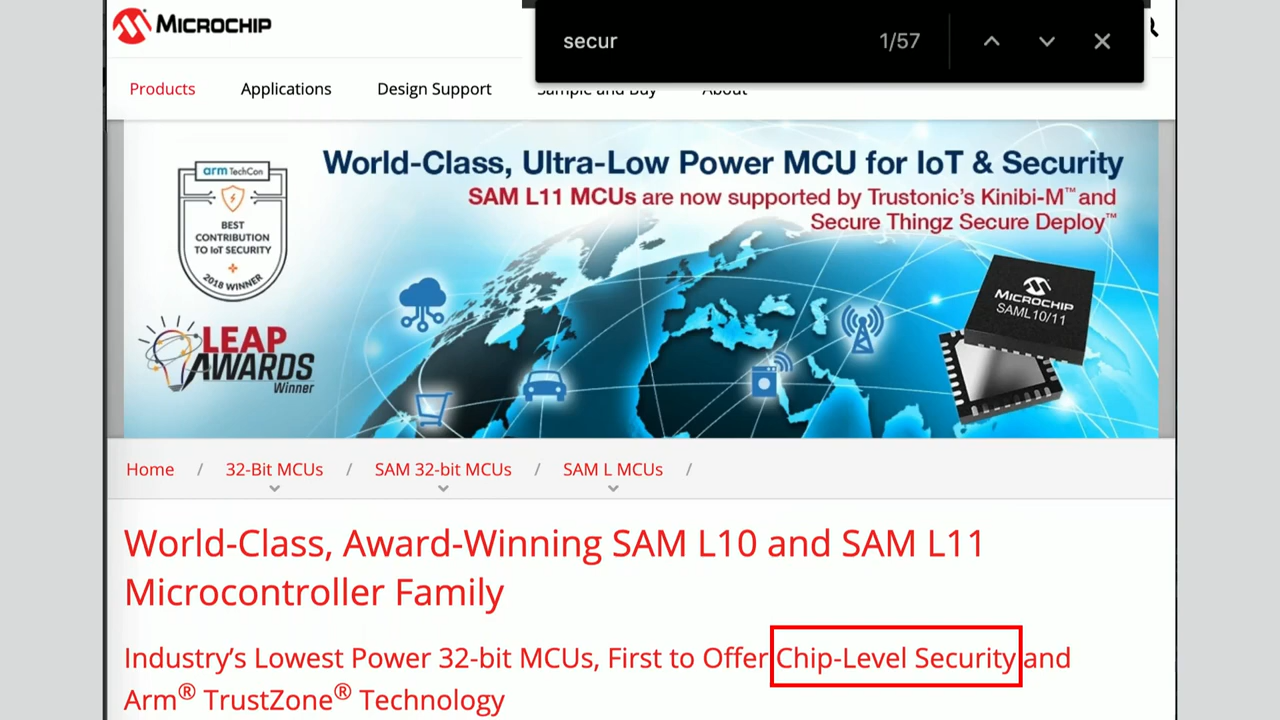 MICROCHIP
secur
1/57
Products
Applications
Design Support
Sample and Buy
About
arm TechCon
BEST
CONTRIBUTION
TO IoT SECURITY
2018 WINNER
World-Class, Ultra-Low Power MCU for IoT & Security
SAM L11 MCUs are now supported by Trustonic's Kinibi-M™ and
Secure Thingz Secure Deploy™
MICROCHIP
SAML10/11
LEAP
AWARDS
Winner
Home / 32-Bit MCUs / SAM 32-bit MCUs / SAM L MCUs /
World-Class, Award-Winning SAM L10 and SAM L11
Microcontroller Family
Industry’s Lowest Power 32-bit MCUs, First to Offer Chip-Level Security and
Arm® TrustZone® Technology